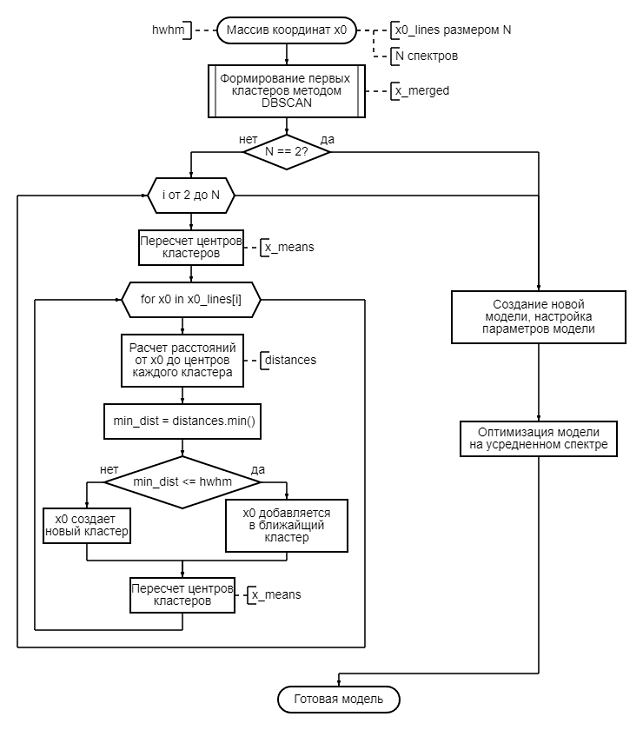 hwhm
Массив координат x0
x0_lines размером N
N спектров
Формирование первых
кластеров методом
DBSCAN
x_merged
нет
да
N == 2?
i от 2 до N
Пересчет центров
кластеров
x_means
for x0 in x0_lines[i]
Создание новой
модели, настройка
параметров модели
Расчет расстояний
от x0 до центров
каждого кластера
distances
min_dist = distances.min()
Оптимизация модели
на усредненном спектре
нет
да
min_dist <= hwhm
x0 создает
новый кластер
x0 добавляется
в ближайщий
кластер
Пересчет центров
кластеров
x_means
Готовая модель